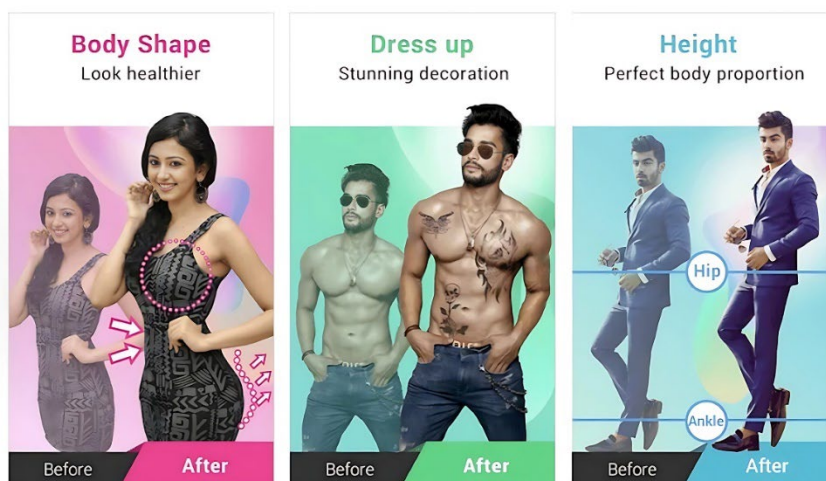 Body Shape
Look healthier
Before
After
Dress up
Stunning decoration
Before
After
Height
Perfect body proportion
Hip
Ankle
Before
After